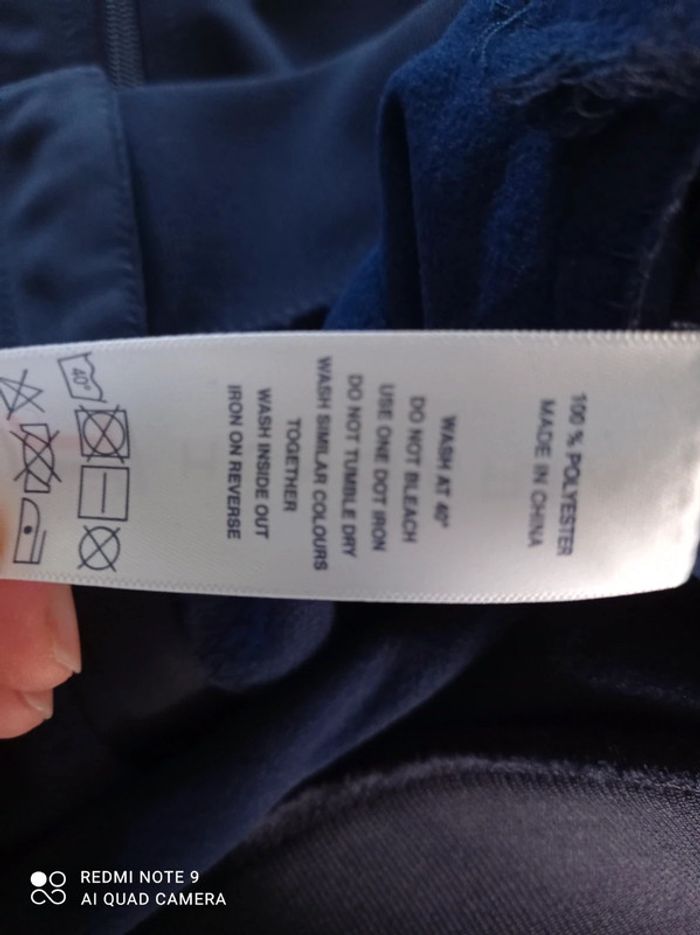 100 % POLYESTER
MADE IN CHINA
WASH AT 40°
DO NOT BLEACH
USE ONE DOT IRON
DO NOT TUMBLE DRY
WASH SIMILAR COLOURS
TOGETHER
WASH INSIDE OUT
IRON ON REVERSE
40°
REDMI NOTE 9
AI QUAD CAMERA